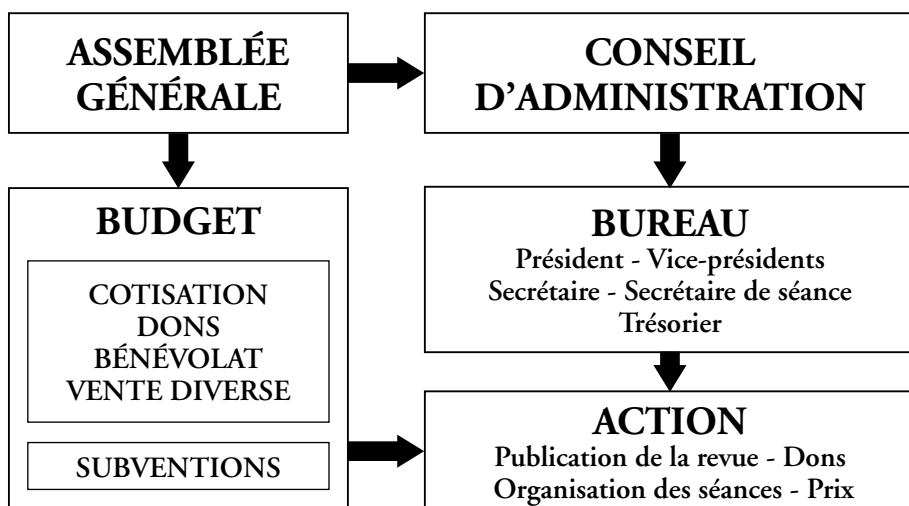 ASSEMBLÉE
GÉNÉRALE
CONSEIL
D'ADMINISTRATION
BUDGET
COTISATION
DONS
BÉNÉVOLAT
VENTE DIVERSE
SUBVENTIONS
BUREAU
Président - Vice-présidents
Secrétaire - Secrétaire de séance
Trésorier
ACTION
Publication de la revue - Dons
Organisation des séances - Prix